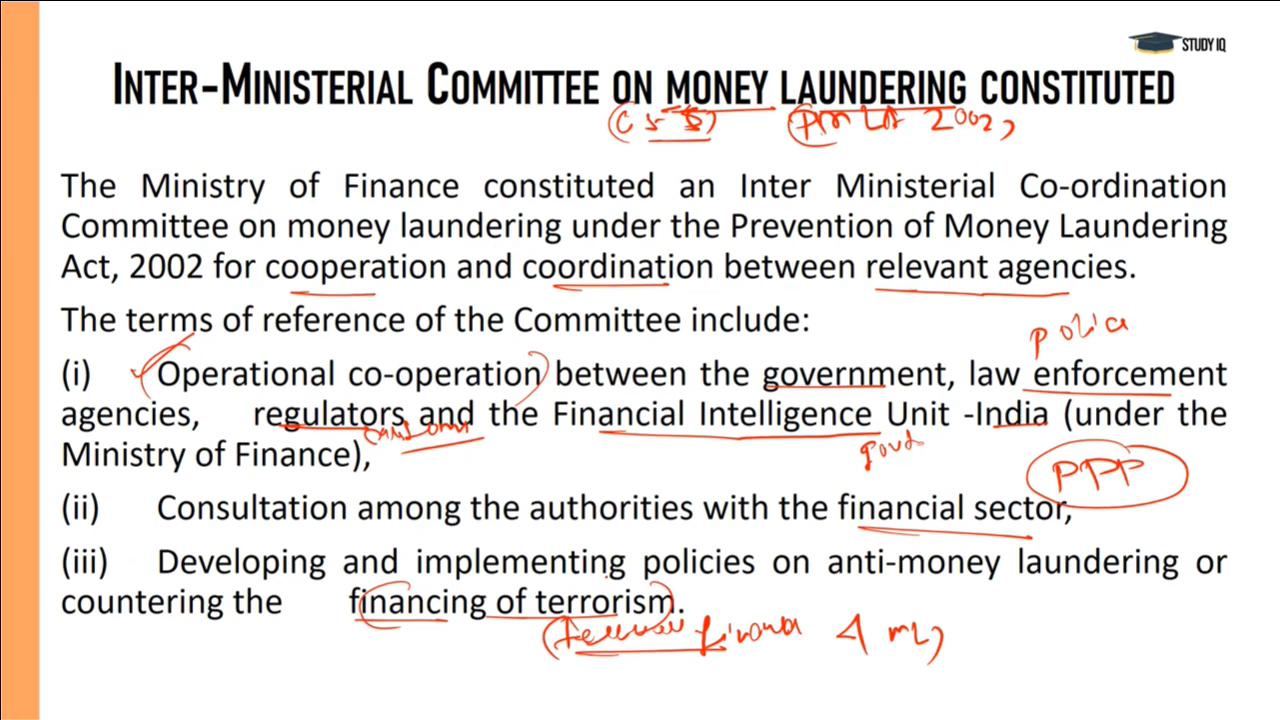 STUDY IQ
INTER-MINISTERIAL COMMITTEE ON MONEY LAUNDERING CONSTITUTED
PMLA 2002,
The Ministry of Finance constituted an Inter Ministerial Co-ordination
Committee on money laundering under the Prevention of Money Laundering
Act, 2002 for cooperation and coordination between relevant agencies.
The terms of reference of the Committee include:
(i) Operational co-operation between the government, law enforcement
agencies, regulators and the Financial Intelligence Unit -India (under the
Ministry of Finance),
govt
PPP
(ii) Consultation among the authorities with the financial sector,
(iii) Developing and implementing policies on anti-money laundering or
countering the financing of terrorism.